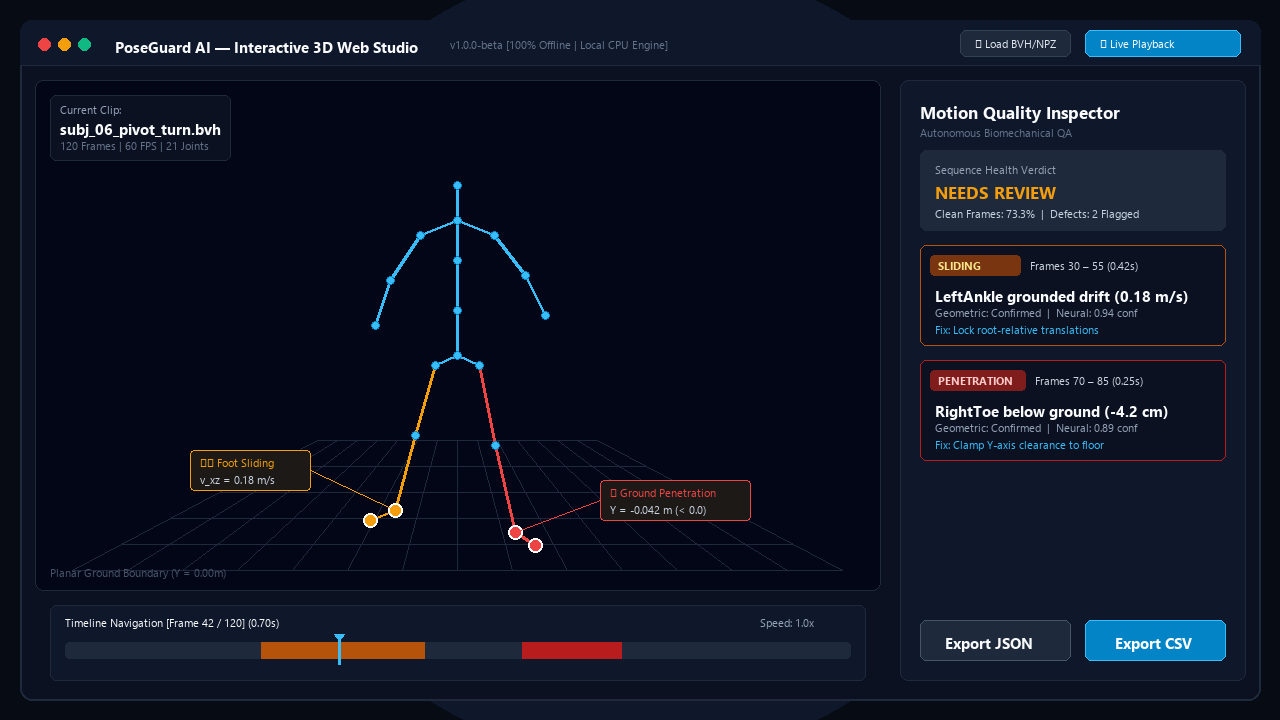 PoseGuard AI — Interactive 3D Web Studio
v1.0.0-beta [100% Offline | Local CPU Engine]
Load BVH/NPZ
Live Playback
Current Clip:
subj_06_pivot_turn.bvh
120 Frames | 60 FPS | 21 Joints
Foot Sliding
v_xz = 0.18 m/s
Ground Penetration
Y = -0.042 m (< 0.0)
Planar Ground Boundary (Y = 0.00m)
Timeline Navigation [Frame 42 / 120] (0.70s)
Speed: 1.0x
Motion Quality Inspector
Autonomous Biomechanical QA
Sequence Health Verdict
NEEDS REVIEW
Clean Frames: 73.3% | Defects: 2 Flagged
SLIDING
Frames 30 – 55 (0.42s)
LeftAnkle grounded drift (0.18 m/s)
Geometric: Confirmed | Neural: 0.94 conf
Fix: Lock root-relative translations
PENETRATION
Frames 70 – 85 (0.25s)
RightToe below ground (-4.2 cm)
Geometric: Confirmed | Neural: 0.89 conf
Fix: Clamp Y-axis clearance to floor
Export JSON
Export CSV